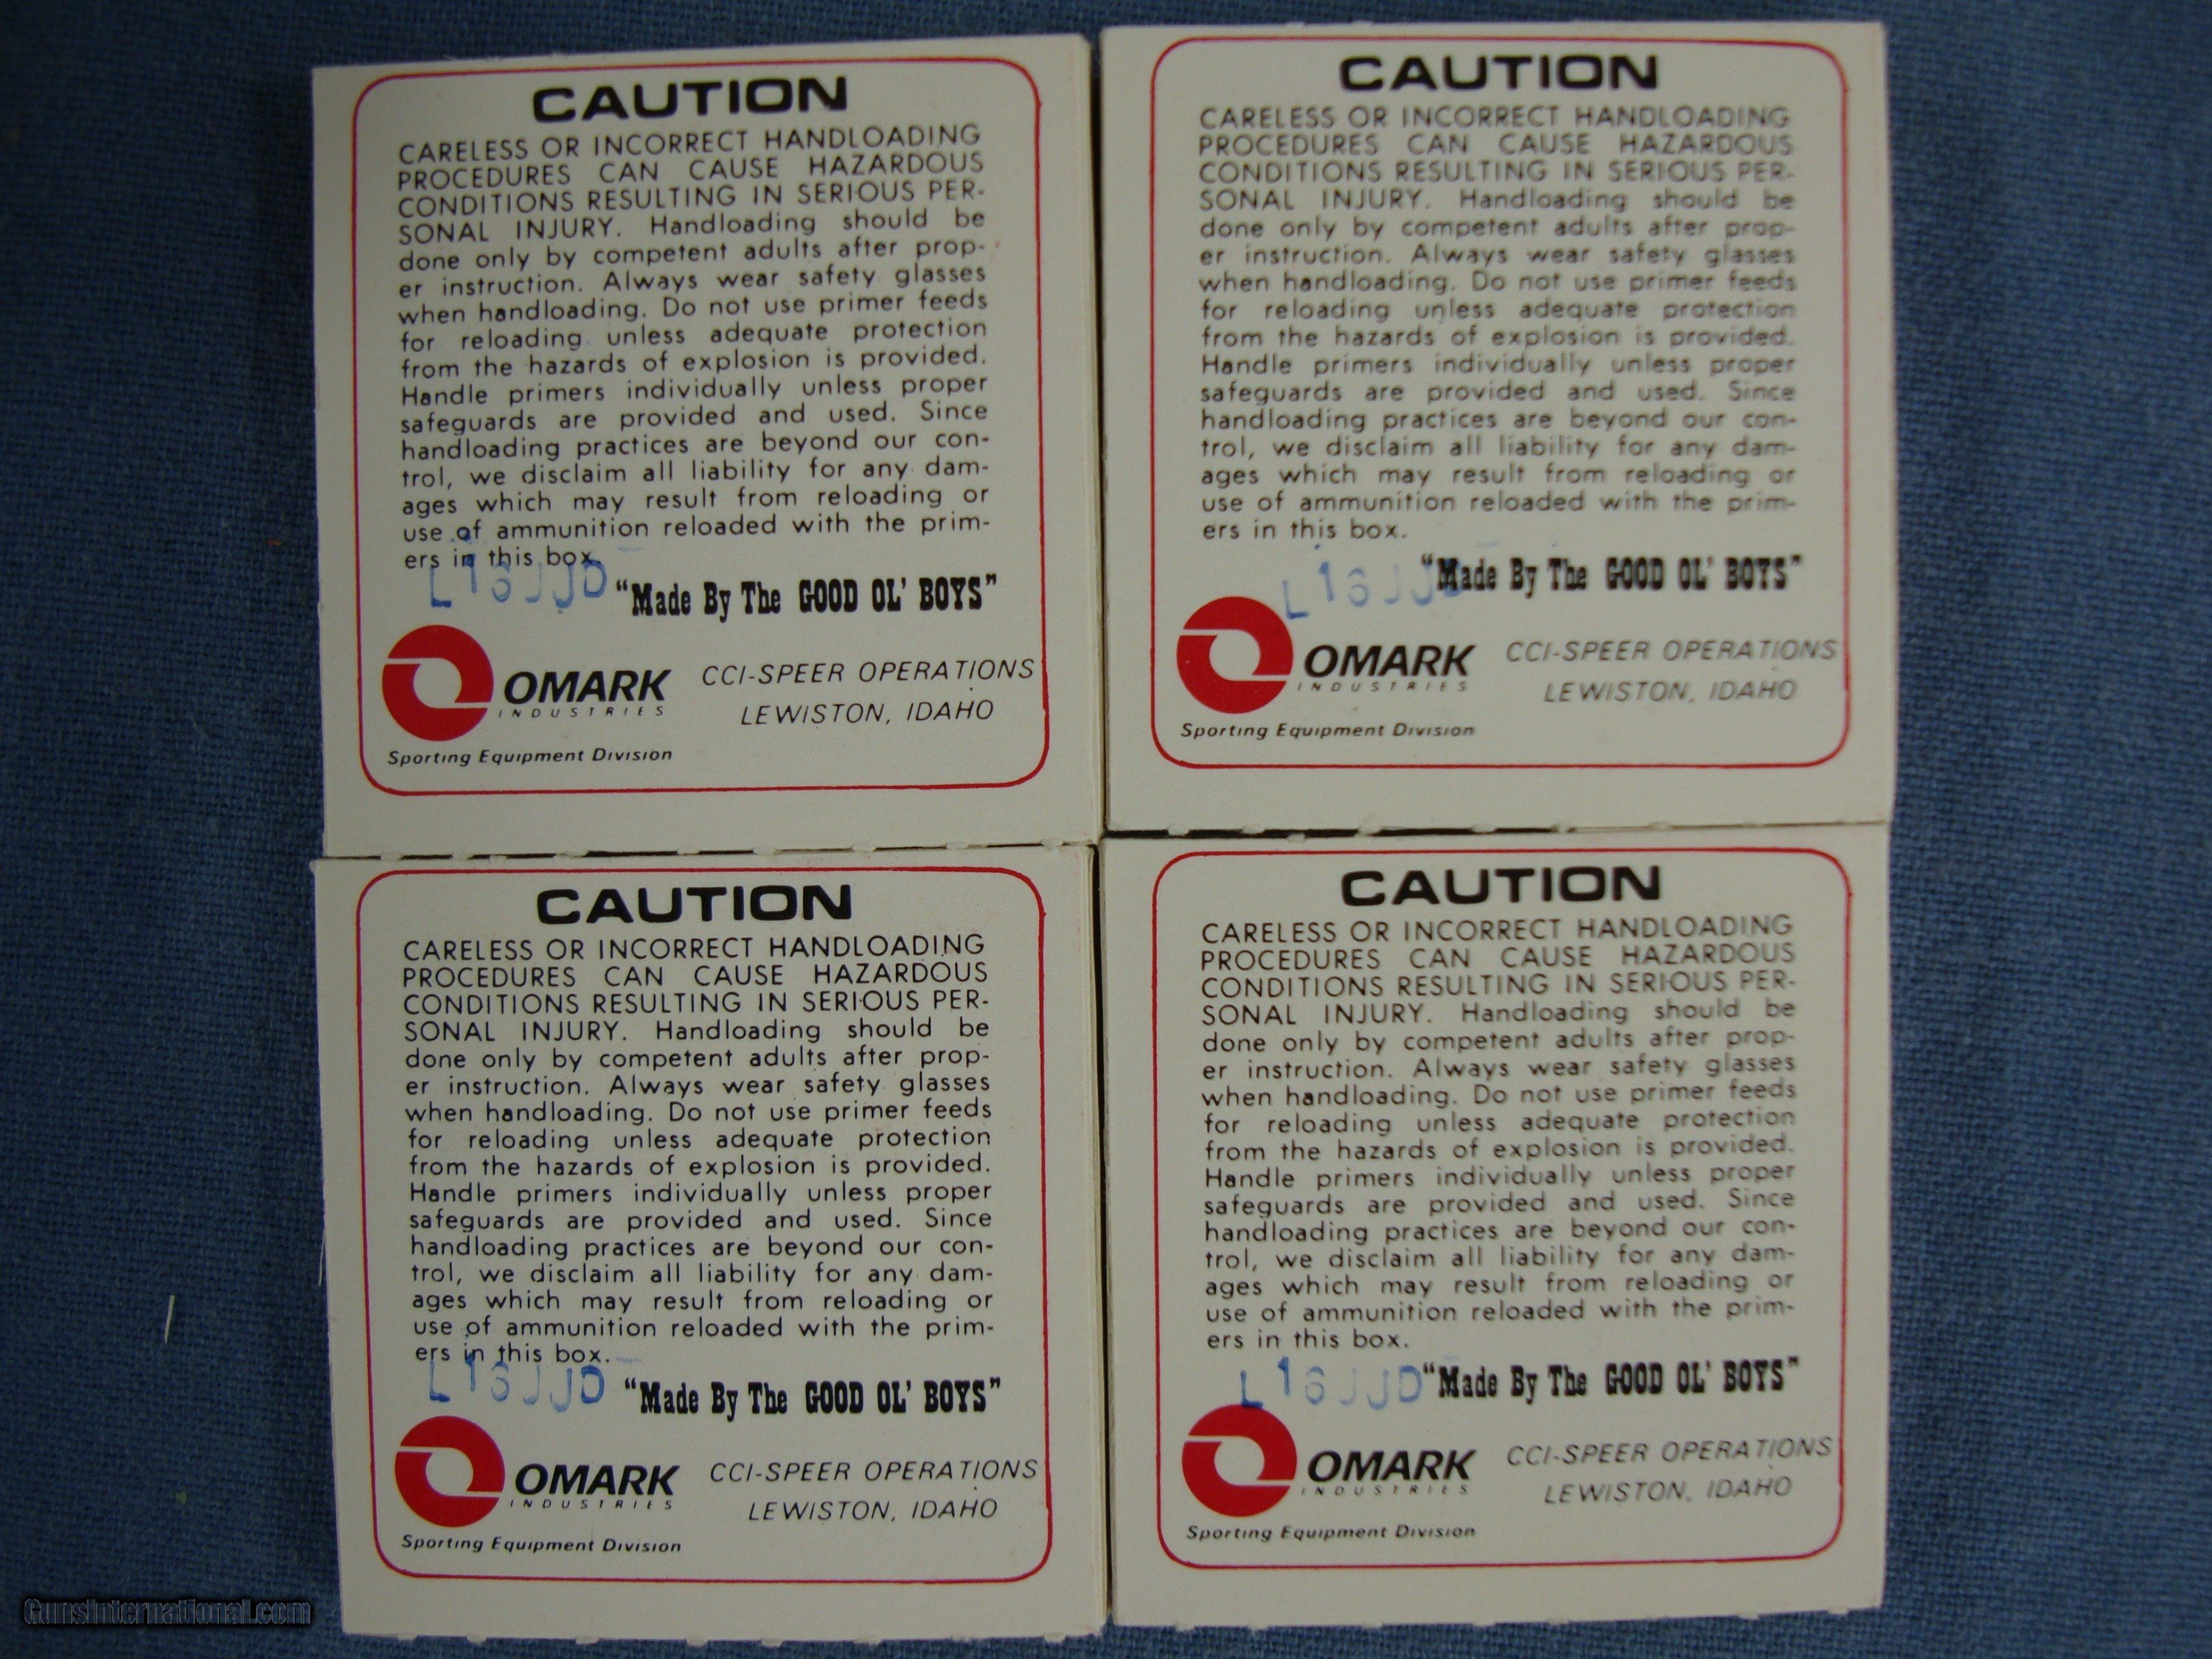 CAUTION
CARELESS OR INCORRECT HANDLOADING
PROCEDURES CAN CAUSE HAZARDOUS
CONDITIONS RESULTING IN SERIOUS PER-
SONAL INJURY. Handloading should be
done only by competent adults after prop-
er instruction. Always wear safety glasses
when handloading. Do not use primer feeds
for reloading unless adequate protection
from the hazards of explosion is provided.
Handle primers individually unless proper
safeguards are provided and used. Since
handloading practices are beyond our con-
trol, we disclaim all liability for any dam-
ages which may result from reloading or
use of ammunition reloaded with the prim-
ers in this box.
L16JJD
"Made By The GOOD OL' BOYS"
OMARK
INDUSTRIES
CCI-SPEER OPERATIONS
LEWISTON, IDAHO
Sporting Equipment Division
CAUTION
CARELESS OR INCORRECT HANDLOADING
PROCEDURES CAN CAUSE HAZARDOUS
CONDITIONS RESULTING IN SERIOUS PER-
SONAL INJURY. Handloading should be
done only by competent adults after prop-
er instruction. Always wear safety glasses
when handloading. Do not use primer feeds
for reloading unless adequate protection
from the hazards of explosion is provided.
Handle primers individually unless proper
safeguards are provided and used. Since
handloading practices are beyond our con-
trol, we disclaim all liability for any dam-
ages which may result from reloading or
use of ammunition reloaded with the prim-
ers in this box.
L16JJD
"Made By The GOOD OL' BOYS"
OMARK
INDUSTRIES
CCI-SPEER OPERATIONS
LEWISTON, IDAHO
Sporting Equipment Division
CAUTION
CARELESS OR INCORRECT HANDLOADING
PROCEDURES CAN CAUSE HAZARDOUS
CONDITIONS RESULTING IN SERIOUS PER-
SONAL INJURY. Handloading should be
done only by competent adults after prop-
er instruction. Always wear safety glasses
when handloading. Do not use primer feeds
for reloading unless adequate protection
from the hazards of explosion is provided.
Handle primers individually unless proper
safeguards are provided and used. Since
handloading practices are beyond our con-
trol, we disclaim all liability for any dam-
ages which may result from reloading or
use of ammunition reloaded with the prim-
ers in this box.
L16JJD
"Made By The GOOD OL' BOYS"
OMARK
INDUSTRIES
CCI-SPEER OPERATIONS
LEWISTON, IDAHO
Sporting Equipment Division
CAUTION
CARELESS OR INCORRECT HANDLOADING
PROCEDURES CAN CAUSE HAZARDOUS
CONDITIONS RESULTING IN SERIOUS PER-
SONAL INJURY. Handloading should be
done only by competent adults after prop-
er instruction. Always wear safety glasses
when handloading. Do not use primer feeds
for reloading unless adequate protection
from the hazards of explosion is provided.
Handle primers individually unless proper
safeguards are provided and used. Since
handloading practices are beyond our con-
trol, we disclaim all liability for any dam-
ages which may result from reloading or
use of ammunition reloaded with the prim-
ers in this box.
L16JJD
"Made By The GOOD OL' BOYS"
OMARK
INDUSTRIES
CCI-SPEER OPERATIONS
LEWISTON, IDAHO
Sporting Equipment Division
GunsInternational.com